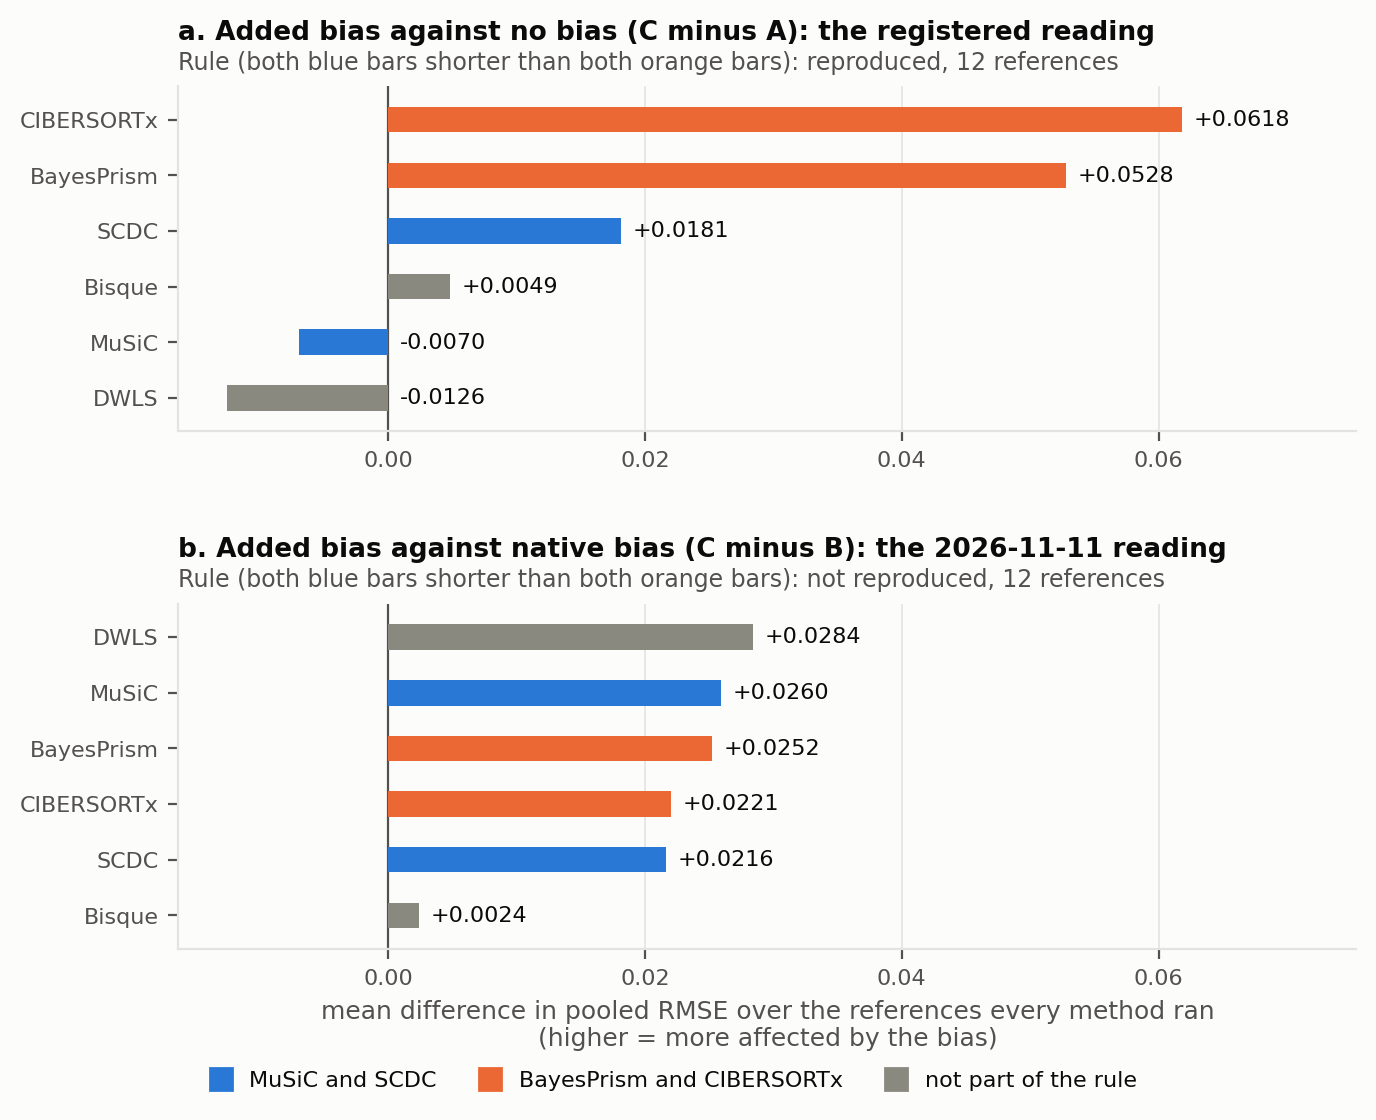 a. Added bias against no bias (C minus A): the registered reading
Rule (both blue bars shorter than both orange bars): reproduced, 12 references
CIBERSORTx +0.0618
BayesPrism +0.0528
SCDC +0.0181
Bisque +0.0049
MuSiC -0.0070
DWLS -0.0126
0.00 0.02 0.04 0.06
b. Added bias against native bias (C minus B): the 2026-11-11 reading
Rule (both blue bars shorter than both orange bars): not reproduced, 12 references
DWLS +0.0284
MuSiC +0.0260
BayesPrism +0.0252
CIBERSORTx +0.0221
SCDC +0.0216
Bisque +0.0024
0.00 0.02 0.04 0.06
mean difference in pooled RMSE over the references every method ran
(higher = more affected by the bias)
MuSiC and SCDC BayesPrism and CIBERSORTx not part of the rule